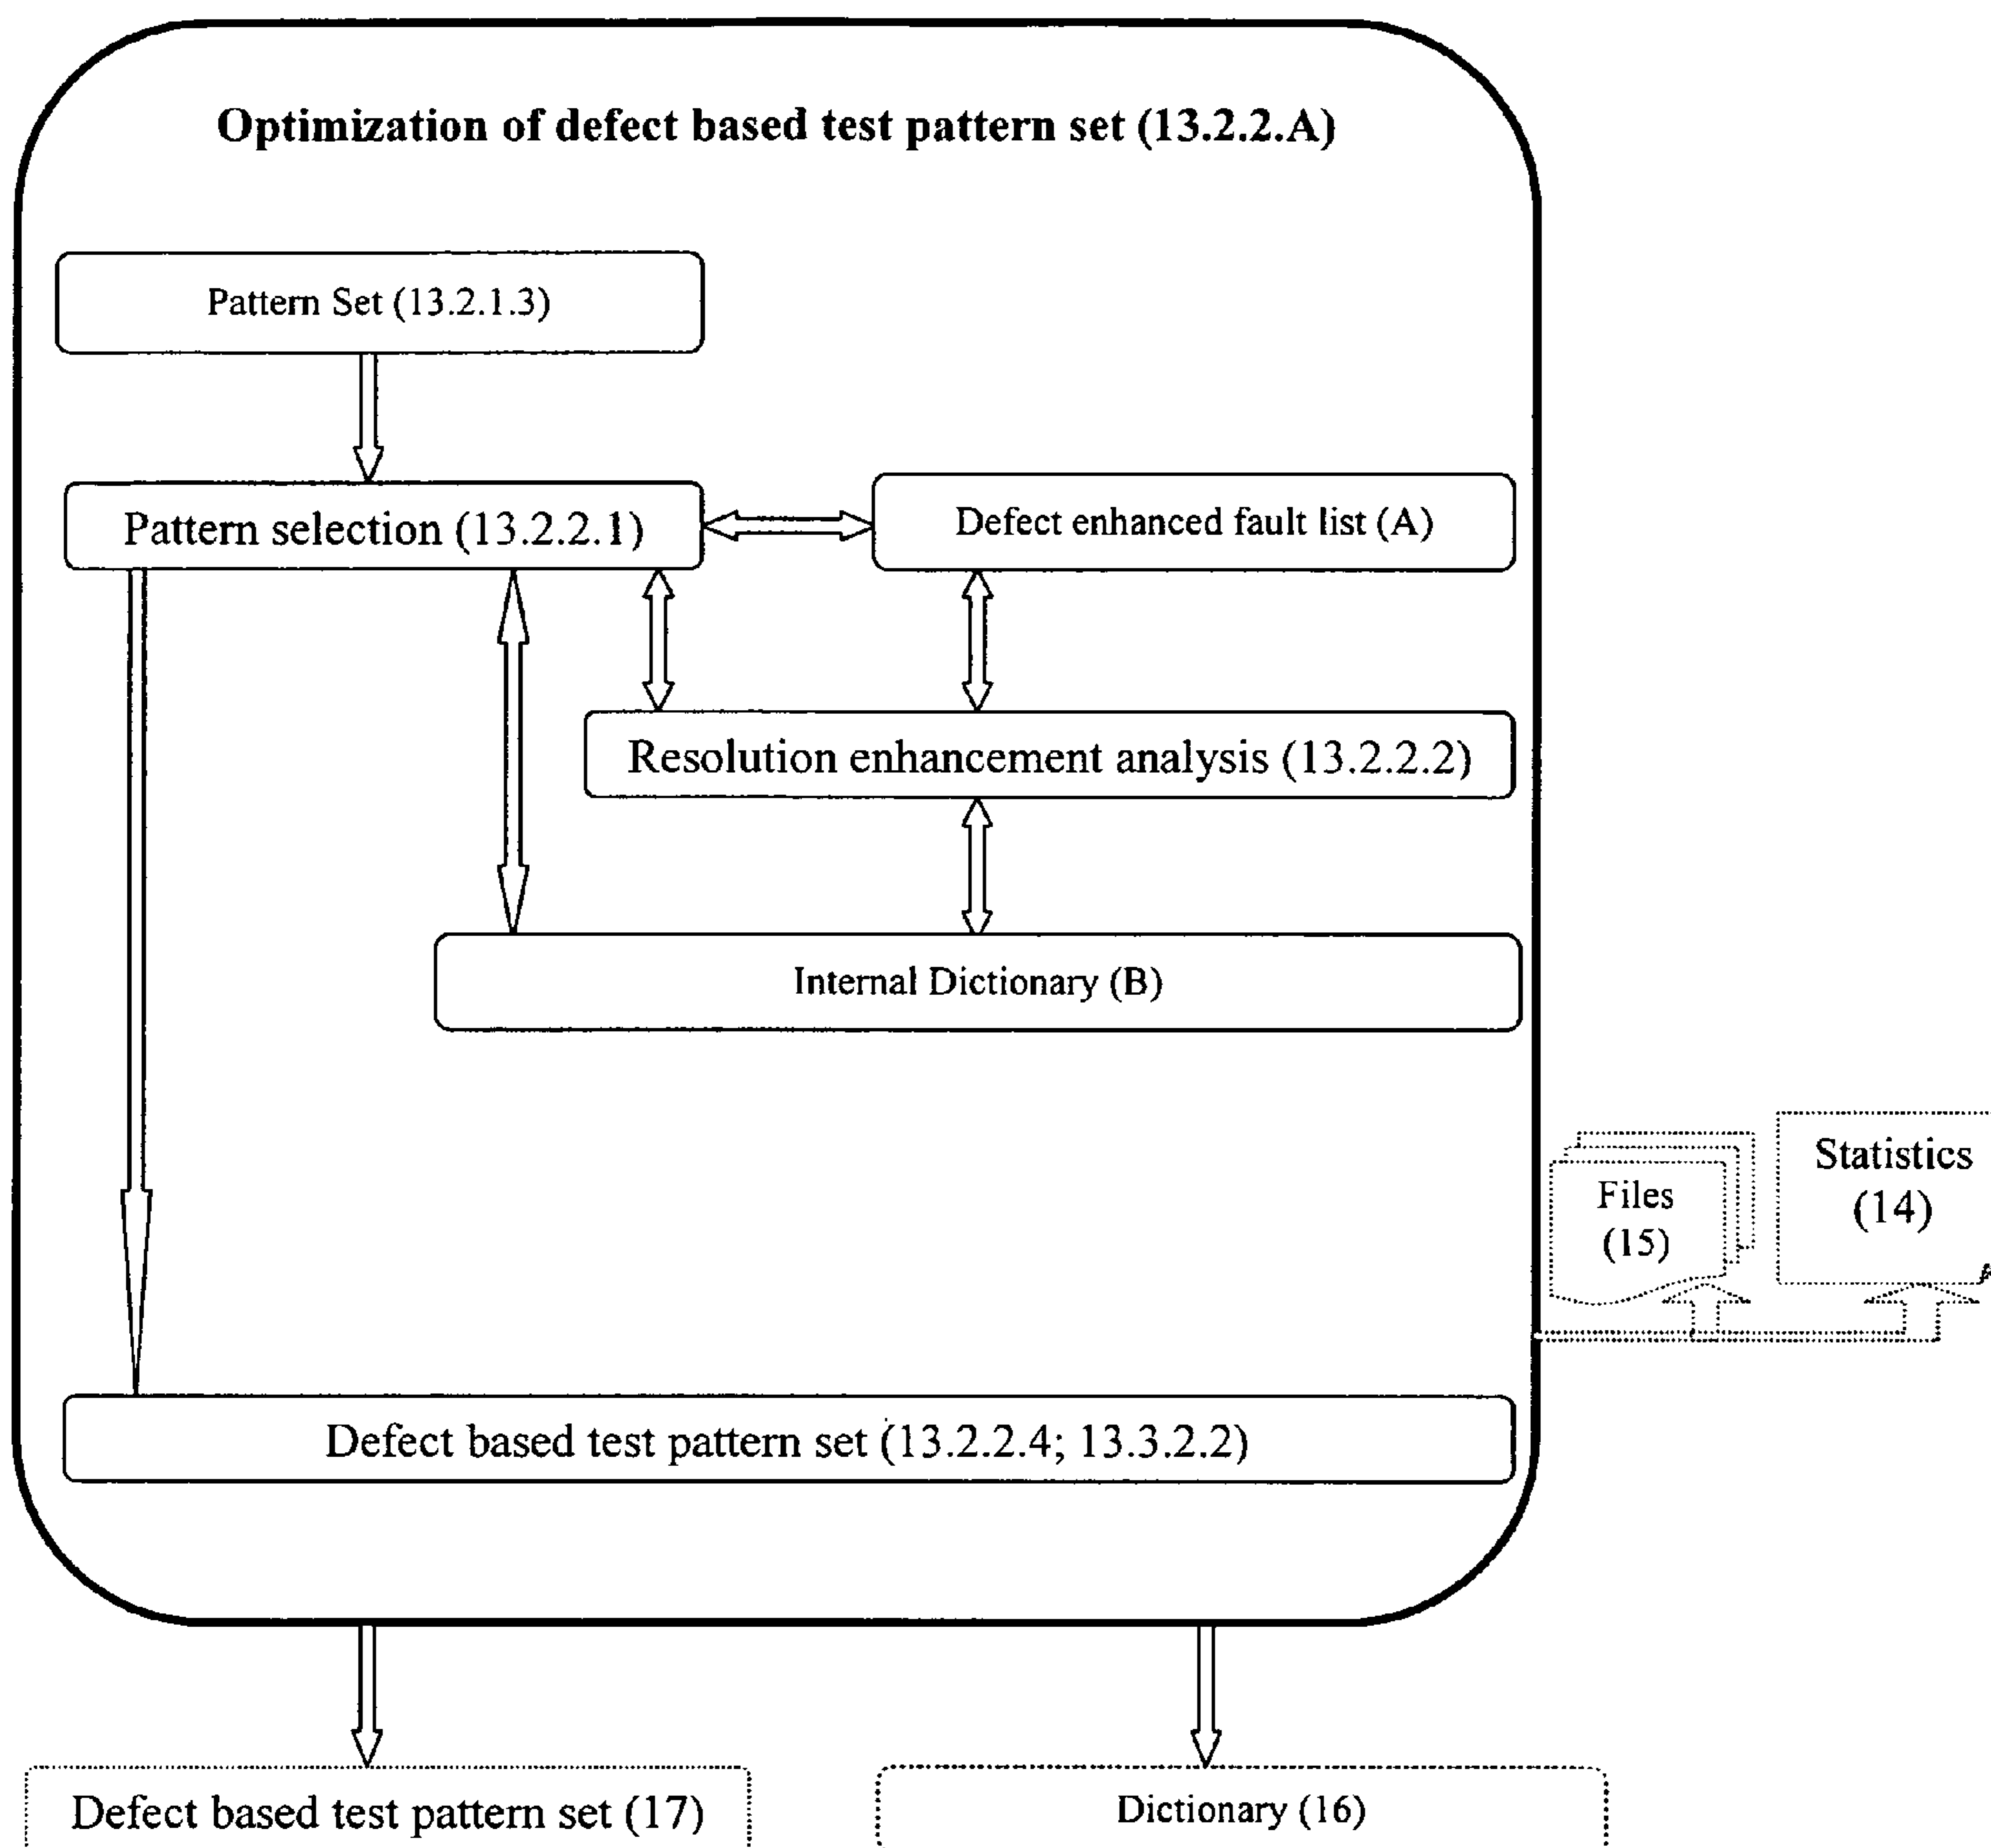 Optimization of defect based test pattern set (13.2.2.A)
Pattern Set (13.2.1.3)
Pattern selection (13.2.2.1)
Defect enhanced fault list (A)
Resolution enhancement analysis (13.2.2.2)
Internal Dictionary (B)
Files
(15)
Statistics
(14)
Defect based test pattern set (13.2.2.4; 13.3.2.2)
Defect based test pattern set (17)
Dictionary (16)